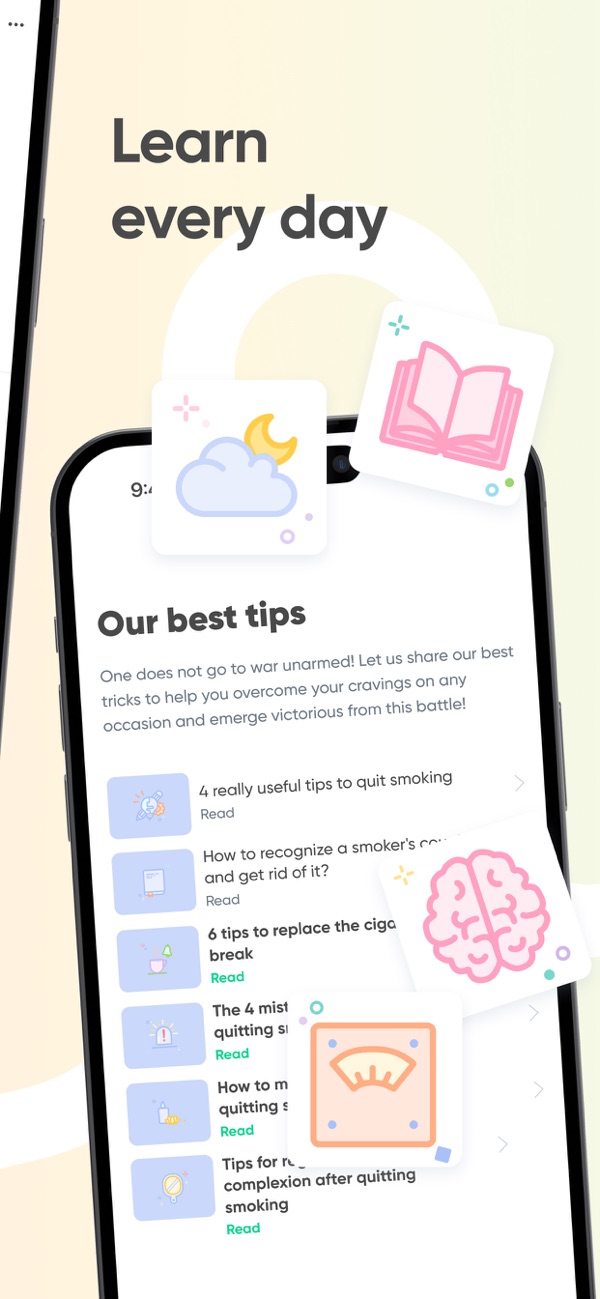 Learn
every day
Our best tips
One does not go to war unarmed! Let us share our best
tricks to help you overcome your cravings on any
occasion and emerge victorious from this battle!
4 really useful tips to quit smoking
Read
How to recognize a smoker's
and get rid of it?
Read
6 tips to replace the
break
Read
The 4
quitting
Read
How to
quitting
Read
Tips for
complexion after quitting
smoking
Read